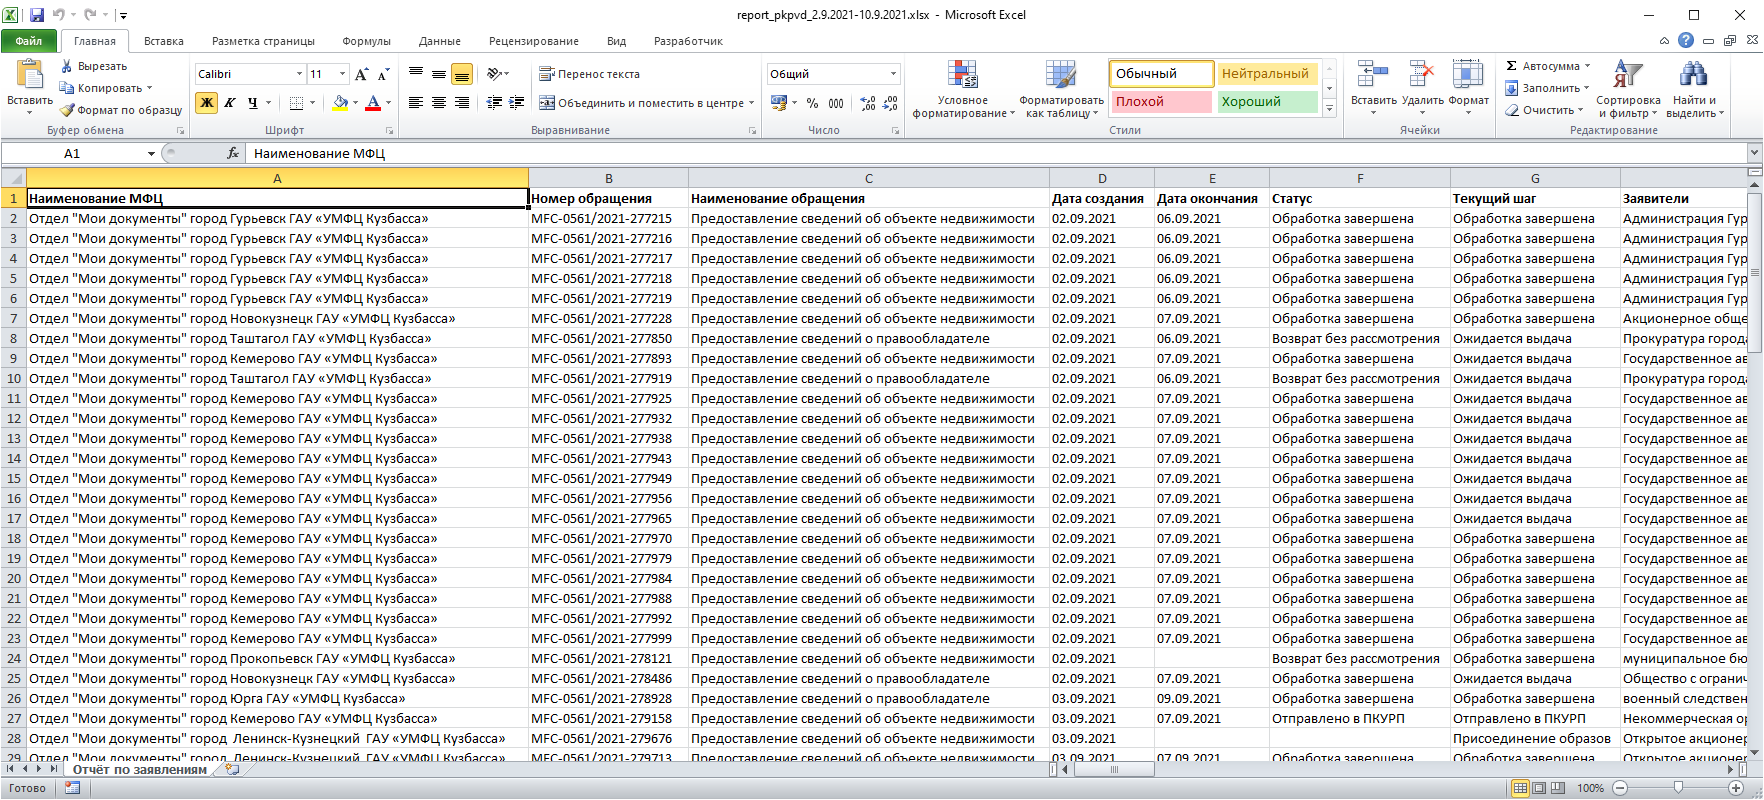 report_pkpvd_2.9.2021-10.9.2021.xlsx - Microsoft Excel
Файл Главная Вставка Разметка страницы Формулы Данные Рецензирование Вид Разработчик
Вставить Вырезать Копировать Формат по образцу Буфер обмена
Calibri 11 Ж К Ч А Шрифт
Перенос текста Объединить и поместить в центре Выравнивание
Общий % 000 Число
Условное форматирование Форматировать как таблицу Обычный Нейтральный Плохой Хороший Стили
Вставить Удалить Формат Ячейки
Σ Автосумма Заполнить Очистить Сортировка и фильтр Найти и выделить Редактирование
A1 fx Наименование МФЦ
A B C D E F G
1 Наименование МФЦ Номер обращения Наименование обращения Дата создания Дата окончания Статус Текущий шаг Заявители
2 Отдел "Мои документы" город Гурьевск ГАУ «УМФЦ Кузбасса» MFC-0561/2021-277215 Предоставление сведений об объекте недвижимости 02.09.2021 06.09.2021 Обработка завершена Обработка завершена Администрация Гур
3 Отдел "Мои документы" город Гурьевск ГАУ «УМФЦ Кузбасса» MFC-0561/2021-277216 Предоставление сведений об объекте недвижимости 02.09.2021 06.09.2021 Обработка завершена Обработка завершена Администрация Гур
4 Отдел "Мои документы" город Гурьевск ГАУ «УМФЦ Кузбасса» MFC-0561/2021-277217 Предоставление сведений об объекте недвижимости 02.09.2021 06.09.2021 Обработка завершена Обработка завершена Администрация Гур
5 Отдел "Мои документы" город Гурьевск ГАУ «УМФЦ Кузбасса» MFC-0561/2021-277218 Предоставление сведений об объекте недвижимости 02.09.2021 06.09.2021 Обработка завершена Обработка завершена Администрация Гур
6 Отдел "Мои документы" город Гурьевск ГАУ «УМФЦ Кузбасса» MFC-0561/2021-277219 Предоставление сведений об объекте недвижимости 02.09.2021 06.09.2021 Обработка завершена Обработка завершена Администрация Гур
7 Отдел "Мои документы" город Новокузнецк ГАУ «УМФЦ Кузбасса» MFC-0561/2021-277228 Предоставление сведений об объекте недвижимости 02.09.2021 07.09.2021 Обработка завершена Обработка завершена Акционерное обще
8 Отдел "Мои документы" город Таштагол ГАУ «УМФЦ Кузбасса» MFC-0561/2021-277850 Предоставление сведений о правообладателе 02.09.2021 06.09.2021 Возврат без рассмотрения Ожидается выдача Прокуратура города
9 Отдел "Мои документы" город Кемерово ГАУ «УМФЦ Кузбасса» MFC-0561/2021-277893 Предоставление сведений об объекте недвижимости 02.09.2021 07.09.2021 Обработка завершена Ожидается выдача Государственное ав
10 Отдел "Мои документы" город Таштагол ГАУ «УМФЦ Кузбасса» MFC-0561/2021-277919 Предоставление сведений о правообладателе 02.09.2021 06.09.2021 Возврат без рассмотрения Ожидается выдача Прокуратура города
11 Отдел "Мои документы" город Кемерово ГАУ «УМФЦ Кузбасса» MFC-0561/2021-277925 Предоставление сведений об объекте недвижимости 02.09.2021 07.09.2021 Обработка завершена Ожидается выдача Государственное ав
12 Отдел "Мои документы" город Кемерово ГАУ «УМФЦ Кузбасса» MFC-0561/2021-277932 Предоставление сведений об объекте недвижимости 02.09.2021 07.09.2021 Обработка завершена Ожидается выдача Государственное ав
13 Отдел "Мои документы" город Кемерово ГАУ «УМФЦ Кузбасса» MFC-0561/2021-277938 Предоставление сведений об объекте недвижимости 02.09.2021 07.09.2021 Обработка завершена Ожидается выдача Государственное ав
14 Отдел "Мои документы" город Кемерово ГАУ «УМФЦ Кузбасса» MFC-0561/2021-277943 Предоставление сведений об объекте недвижимости 02.09.2021 07.09.2021 Обработка завершена Ожидается выдача Государственное ав
15 Отдел "Мои документы" город Кемерово ГАУ «УМФЦ Кузбасса» MFC-0561/2021-277949 Предоставление сведений об объекте недвижимости 02.09.2021 07.09.2021 Обработка завершена Ожидается выдача Государственное ав
16 Отдел "Мои документы" город Кемерово ГАУ «УМФЦ Кузбасса» MFC-0561/2021-277956 Предоставление сведений об объекте недвижимости 02.09.2021 07.09.2021 Обработка завершена Ожидается выдача Государственное ав
17 Отдел "Мои документы" город Кемерово ГАУ «УМФЦ Кузбасса» MFC-0561/2021-277965 Предоставление сведений об объекте недвижимости 02.09.2021 07.09.2021 Обработка завершена Ожидается выдача Государственное ав
18 Отдел "Мои документы" город Кемерово ГАУ «УМФЦ Кузбасса» MFC-0561/2021-277970 Предоставление сведений об объекте недвижимости 02.09.2021 07.09.2021 Обработка завершена Обработка завершена Государственное ав
19 Отдел "Мои документы" город Кемерово ГАУ «УМФЦ Кузбасса» MFC-0561/2021-277979 Предоставление сведений об объекте недвижимости 02.09.2021 07.09.2021 Обработка завершена Обработка завершена Государственное ав
20 Отдел "Мои документы" город Кемерово ГАУ «УМФЦ Кузбасса» MFC-0561/2021-277984 Предоставление сведений об объекте недвижимости 02.09.2021 07.09.2021 Обработка завершена Обработка завершена Государственное ав
21 Отдел "Мои документы" город Кемерово ГАУ «УМФЦ Кузбасса» MFC-0561/2021-277988 Предоставление сведений об объекте недвижимости 02.09.2021 07.09.2021 Обработка завершена Обработка завершена Государственное ав
22 Отдел "Мои документы" город Кемерово ГАУ «УМФЦ Кузбасса» MFC-0561/2021-277992 Предоставление сведений об объекте недвижимости 02.09.2021 07.09.2021 Обработка завершена Обработка завершена Государственное ав
23 Отдел "Мои документы" город Кемерово ГАУ «УМФЦ Кузбасса» MFC-0561/2021-277999 Предоставление сведений об объекте недвижимости 02.09.2021 07.09.2021 Обработка завершена Обработка завершена Государственное ав
24 Отдел "Мои документы" город Прокопьевск ГАУ «УМФЦ Кузбасса» MFC-0561/2021-278121 Предоставление сведений об объекте недвижимости 02.09.2021 Возврат без рассмотрения Обработка завершена муниципальное бю
25 Отдел "Мои документы" город Новокузнецк ГАУ «УМФЦ Кузбасса» MFC-0561/2021-278486 Предоставление сведений о правообладателе 02.09.2021 07.09.2021 Обработка завершена Ожидается выдача Общество с огранич
26 Отдел "Мои документы" город Юрга ГАУ «УМФЦ Кузбасса» MFC-0561/2021-278928 Предоставление сведений о правообладателе 03.09.2021 09.09.2021 Обработка завершена Обработка завершена военный следствен
27 Отдел "Мои документы" город Кемерово ГАУ «УМФЦ Кузбасса» MFC-0561/2021-279158 Предоставление сведений об объекте недвижимости 03.09.2021 07.09.2021 Отправлено в ПКУРП Отправлено в ПКУРП Некоммерческая ор
28 Отдел "Мои документы" город Ленинск-Кузнецкий ГАУ «УМФЦ Кузбасса» MFC-0561/2021-279676 Предоставление сведений об объекте недвижимости 03.09.2021 Присоединение образов Открытое акционер
29 Отдел "Мои документы" город Ленинск-Кузнецкий ГАУ «УМФЦ Кузбасса» MFC-0561/2021-279713 Предоставление сведений об объекте недвижимости 03.09.2021 07.09.2021 Обработка завершена Обработка завершена Открытое акционер
Отчёт по заявлениям
Готово 100%